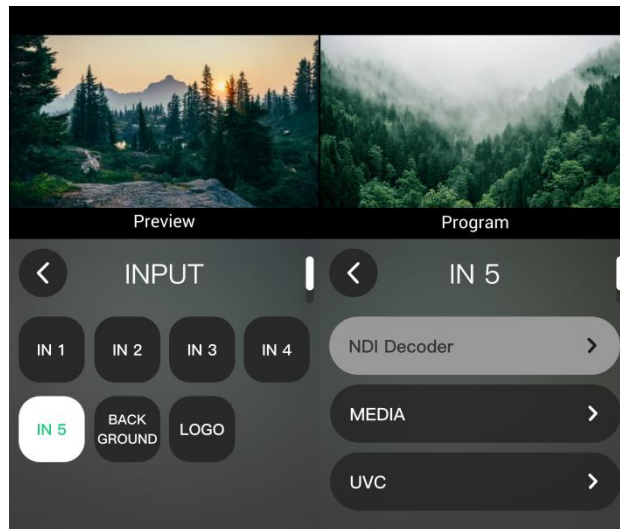 Preview
Program
INPUT
IN 5
IN 1
IN 2
IN 3
IN 4
IN 5
BACK
GROUND
LOGO
NDI Decoder
MEDIA
UVC